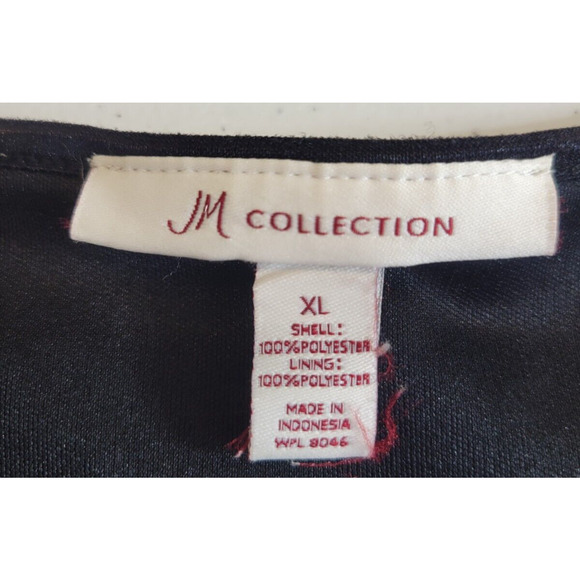 JM COLLECTION
XL
SHELL:
100%POLYESTER
LINING:
100%POLYESTER
MADE IN
INDONESIA
WPL 8046